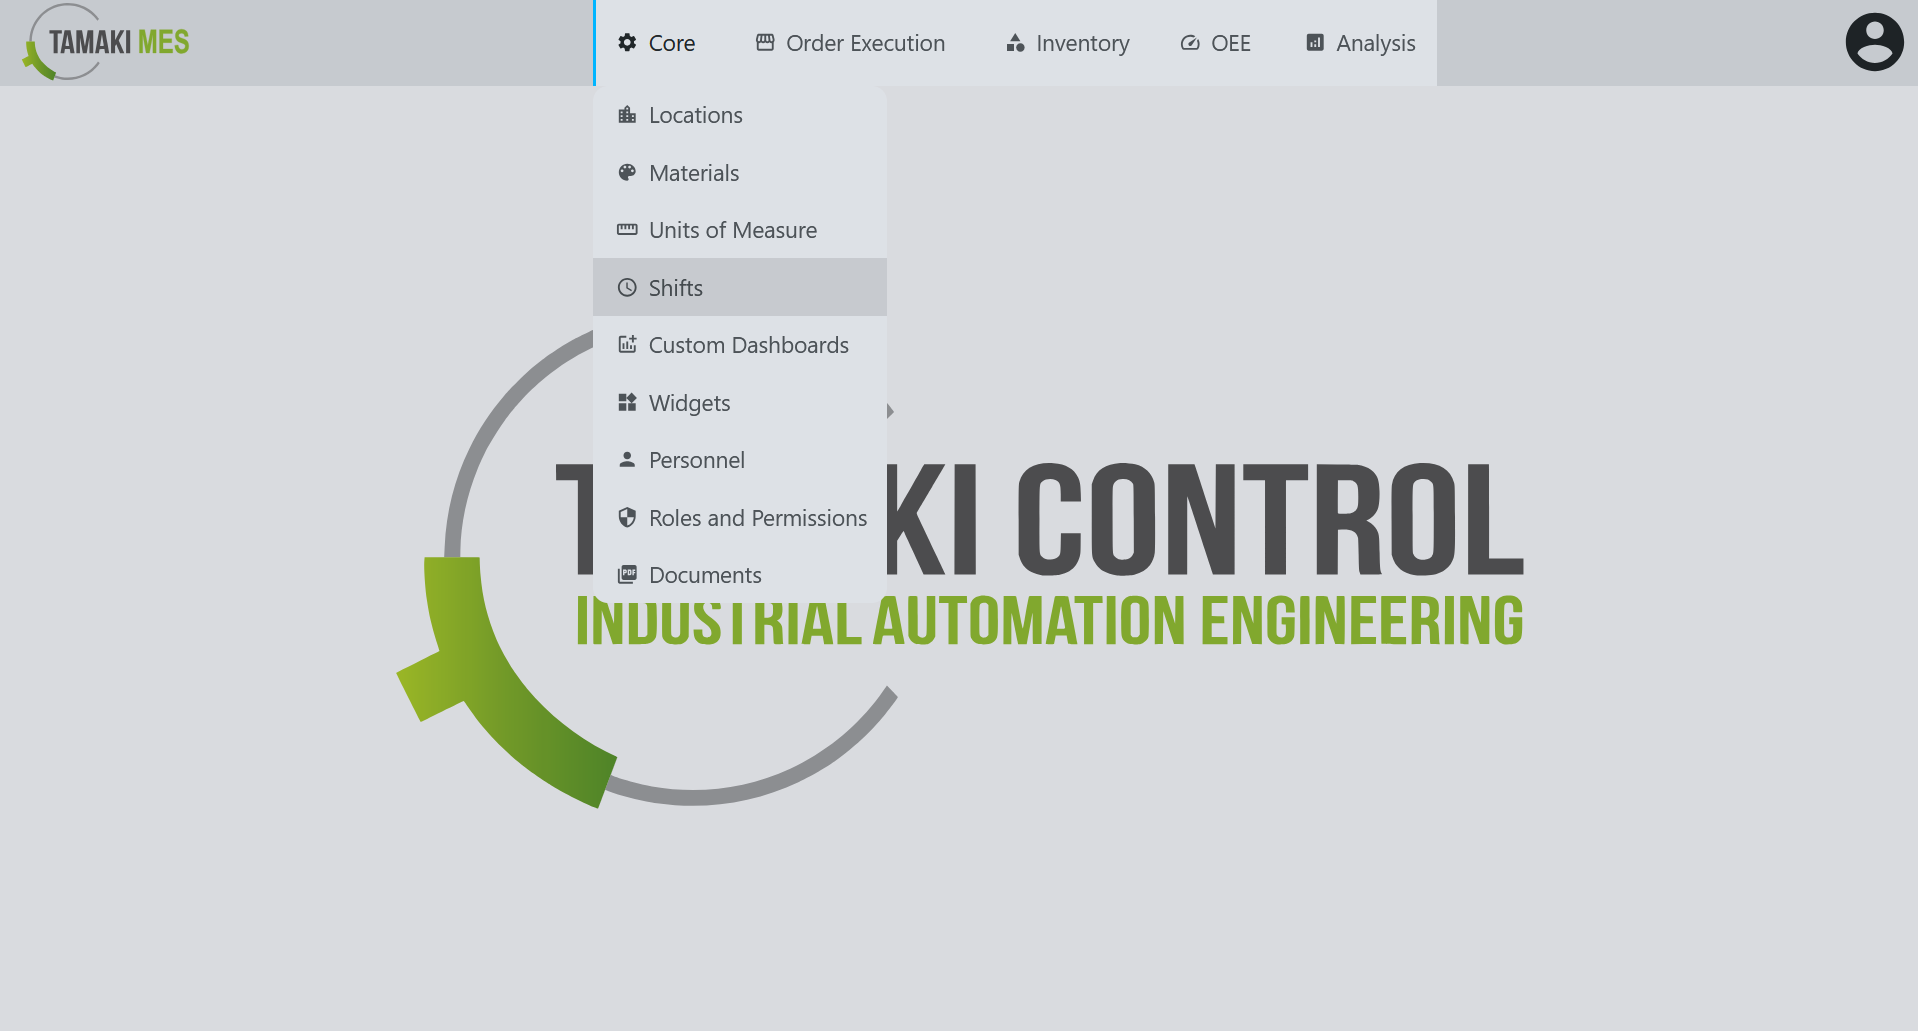 TAMAKI MES
Core
Order Execution
Inventory
OEE
Analysis
Locations
Materials
Units of Measure
Shifts
Custom Dashboards
Widgets
Personnel
Roles and Permissions
PDF Documents
KI CONTROL
INDUSTRIAL AUTOMATION ENGINEERING